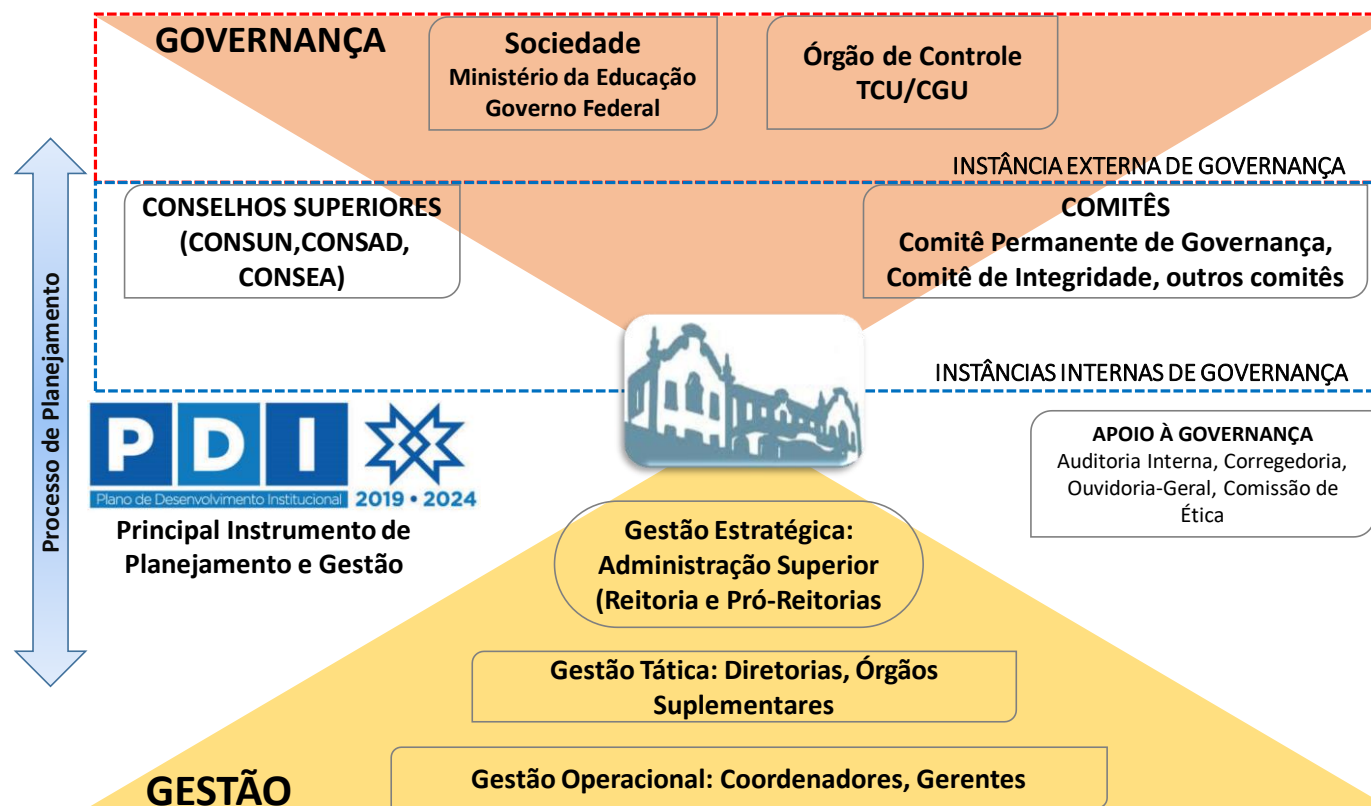 GOVERNANÇA
Sociedade
Ministério da Educação
Governo Federal
Órgão de Controle
TCU/CGU
INSTÂNCIA EXTERNA DE GOVERNANÇA
CONSELHOS SUPERIORES
(CONSUN,CONSAD,
CONSEA)
COMITÊS
Comitê Permanente de Governança,
Comitê de Integridade, outros comitês
INSTÂNCIAS INTERNAS DE GOVERNANÇA
Processo de Planejamento
PDI
Plano de Desenvolvimento Institucional 2019 • 2024
Principal Instrumento de
Planejamento e Gestão
APOIO À GOVERNANÇA
Auditoria Interna, Corregedoria,
Ouvidoria-Geral, Comissão de
Ética
Gestão Estratégica:
Administração Superior
(Reitoria e Pró-Reitorias
Gestão Tática: Diretorias, Órgãos
Suplementares
Gestão Operacional: Coordenadores, Gerentes
GESTÃO